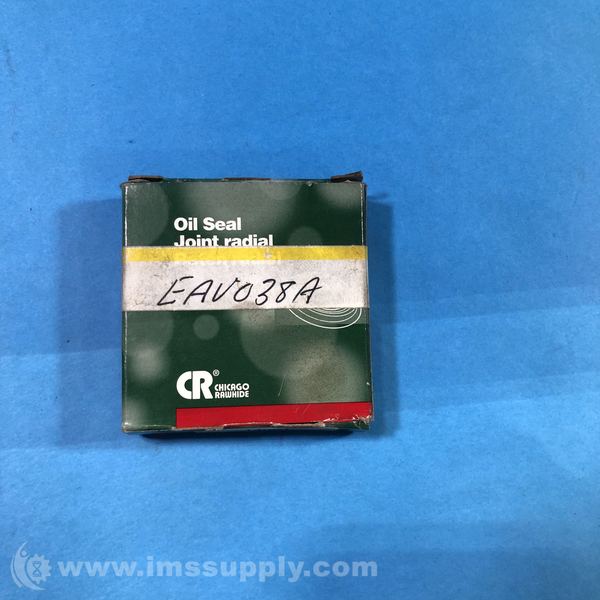 Oil Seal
Joint radial
EAV038A
CR® CHICAGO
RAWHIDE
www.imssupply.com